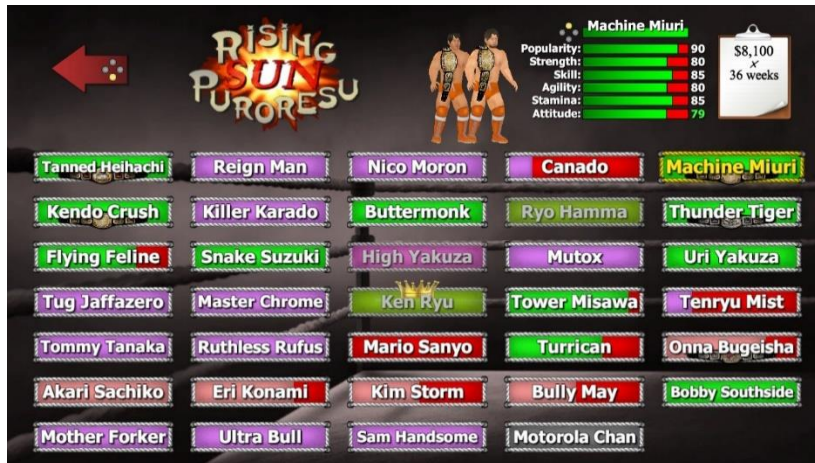 RISING
SUN
PURORESU
Machine Miuri
Popularity: 90
Strength: 80
Skill: 85
Agility: 80
Stamina: 85
Attitude: 79
$8,100
x
36 weeks
Tanned Heihachi Reign Man Nico Moron Canado Machine Miuri
Kendo Crush Killer Karado Buttermonk Ryo Hamma Thunder Tiger
Flying Feline Snake Suzuki High Yakuza Mutox Uri Yakuza
Tug Jaffazero Master Chrome Ken Ryu Tower Misawa Tenryu Mist
Tommy Tanaka Ruthless Rufus Mario Sanyo Turrican Onna Bugeisha
Akari Sachiko Eri Konami Kim Storm Bully May Bobby Southside
Mother Forker Ultra Bull Sam Handsome Motorola Chan